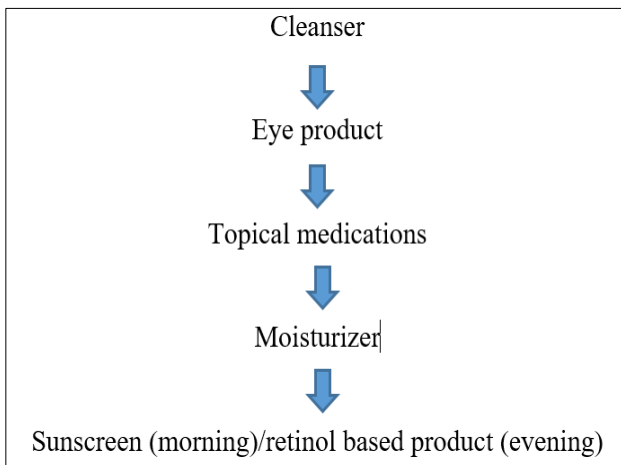 Cleanser
Eye product
Topical medications
Moisturizer
Sunscreen (morning)/retinol based product (evening)